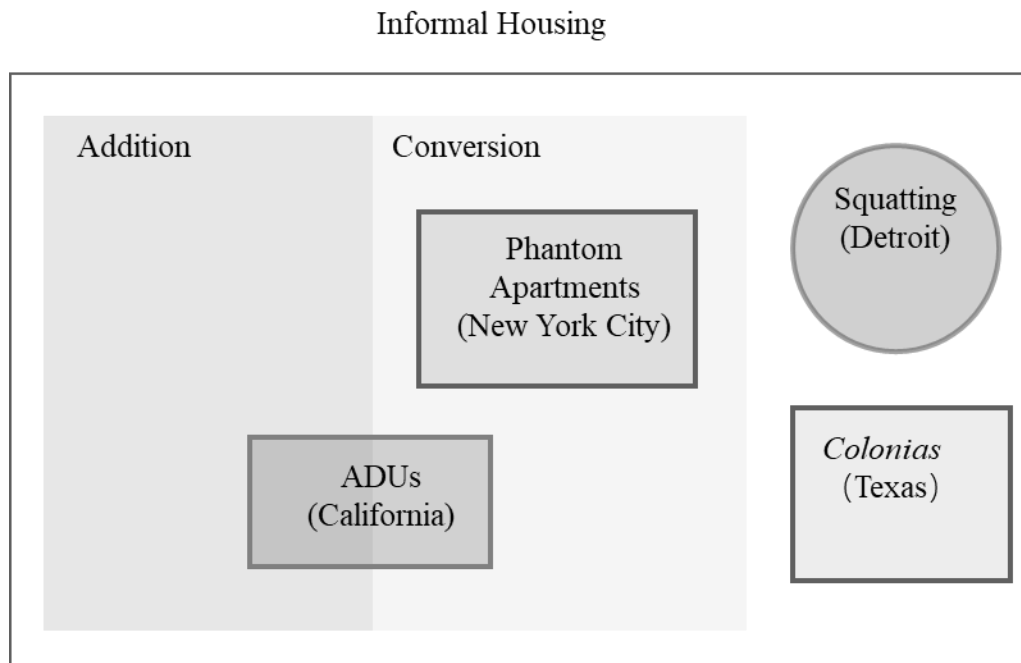 Informal Housing
Addition
Conversion
Phantom
Apartments
(New York City)
Squatting
(Detroit)
ADUs
(California)
Colonias
(Texas)